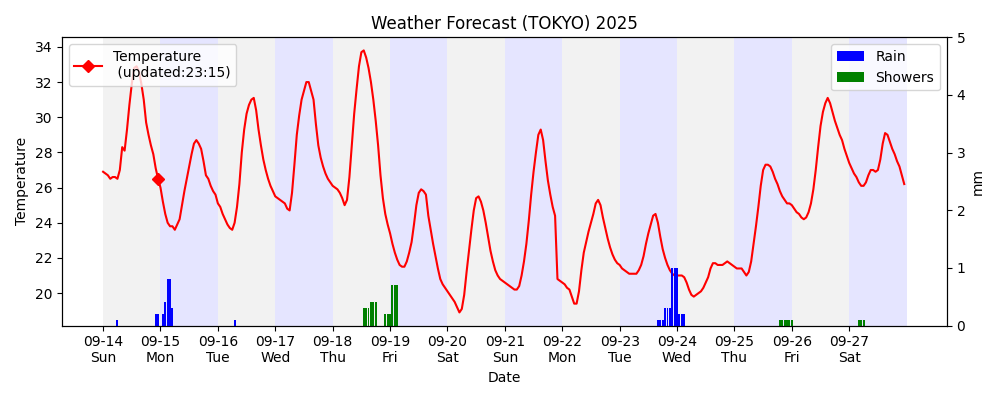 Weather Forecast (TOKYO) 2025
Temperature
(updated:23:15)
Rain
Showers
Temperature
34
32
30
28
26
24
22
20
5
4
3
2
1
0
mm
09-14 09-15 09-16 09-17 09-18 09-19 09-20 09-21 09-22 09-23 09-24 09-25 09-26 09-27
Sun Mon Tue Wed Thu Fri Sat Sun Mon Tue Wed Thu Fri Sat
Date